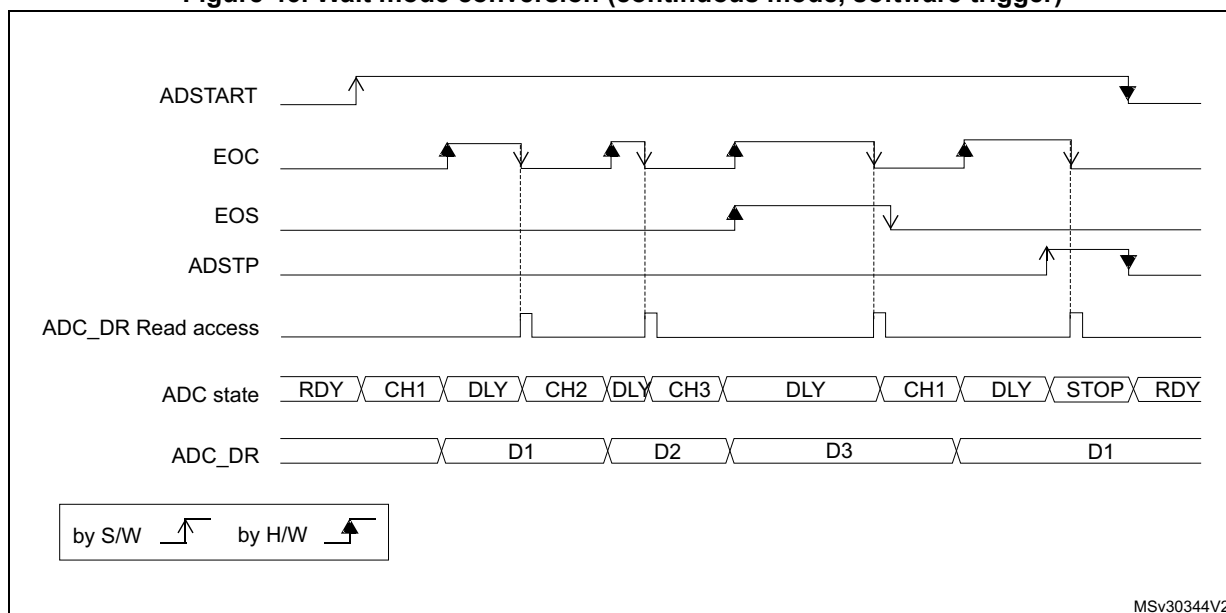 Figure 45. Wait mode conversion (continuous mode, software trigger)
ADSTART
EOC
EOS
ADSTP
ADC_DR Read access
ADC state RDY CH1 DLY CH2 DLY CH3 DLY CH1 DLY STOP RDY
ADC_DR D1 D2 D3 D1
by S/W by H/W
MSv30344V2